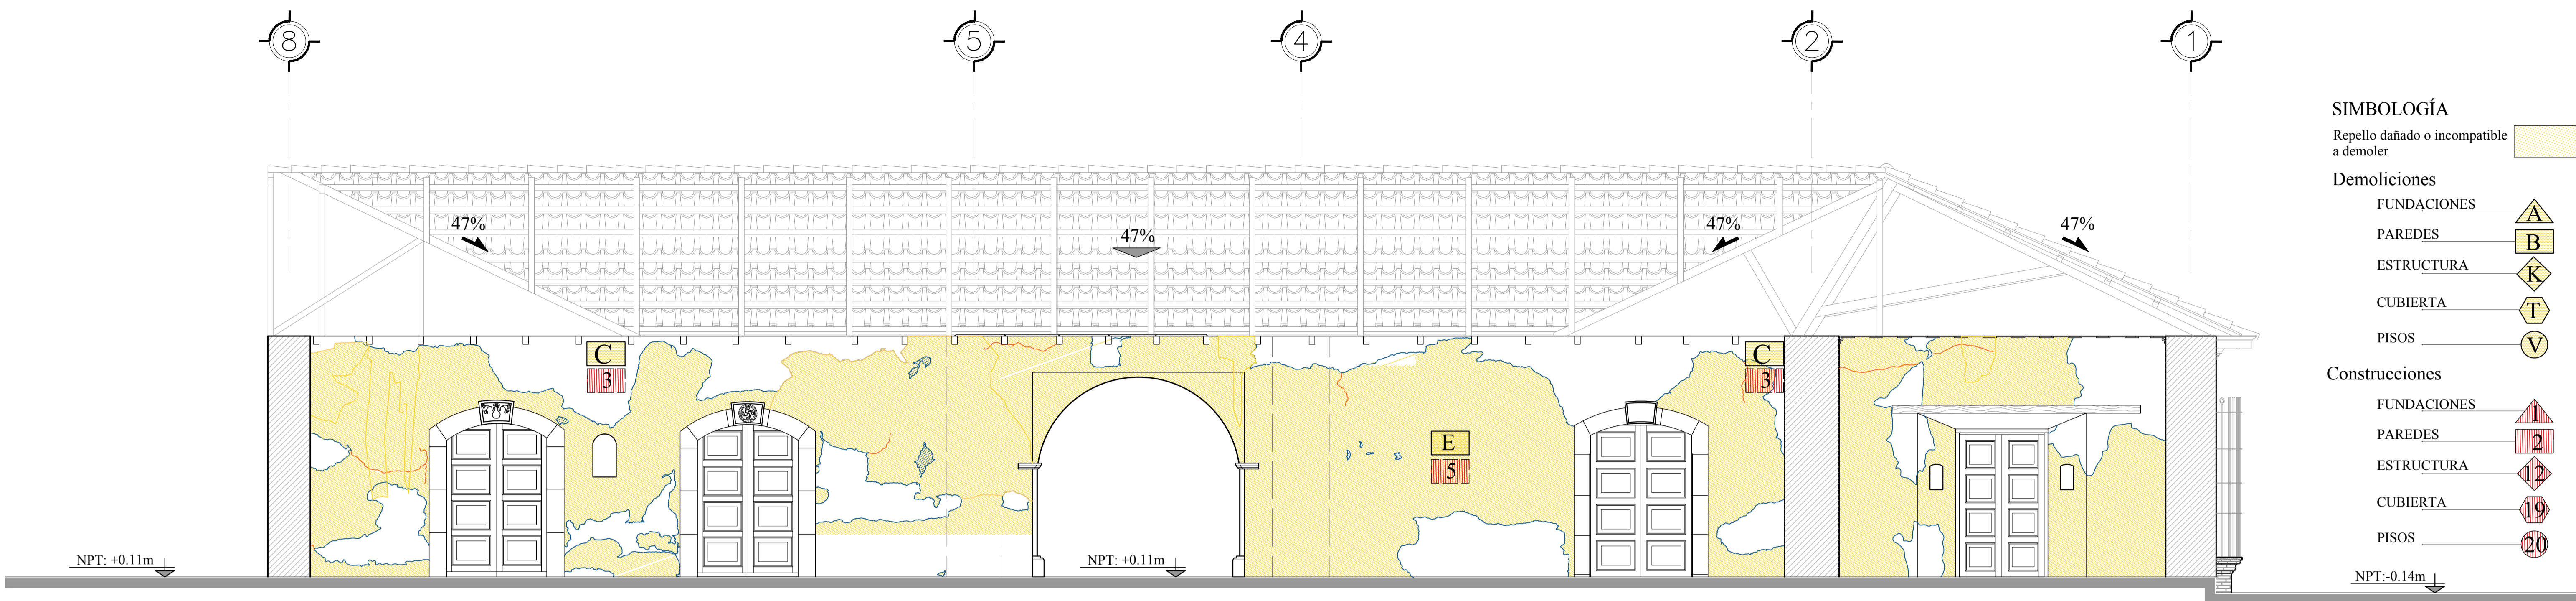 8
5
4
2
1
47%
47%
47%
47%
C
3
C
3
E
5
NPT: +0.11m
NPT: +0.11m
NPT:-0.14m
SIMBOLOGÍA
Repello dañado o incompatible
a demoler
Demoliciones
FUNDACIONES A
PAREDES B
ESTRUCTURA K
CUBIERTA T
PISOS V
Construcciones
FUNDACIONES 1
PAREDES 2
ESTRUCTURA 12
CUBIERTA 19
PISOS 20